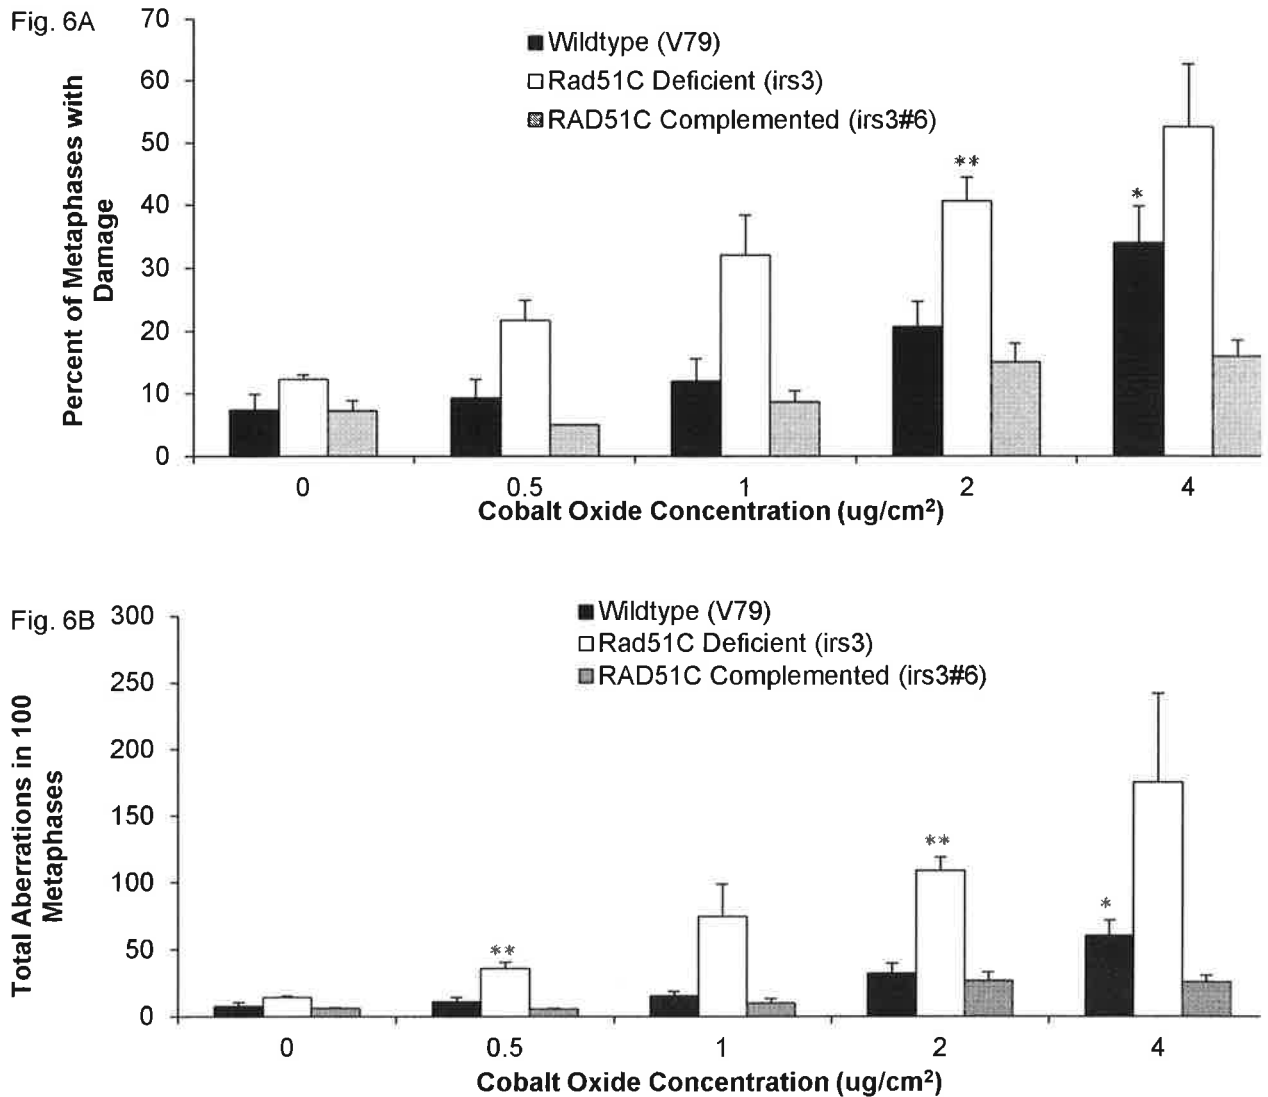 Fig. 6A
70
60
50
40
30
20
10
0
Percent of Metaphases with
Damage
Wildtype (V79)
Rad51C Deficient (irs3)
RAD51C Complemented (irs3#6)
**
*
0 0.5 1 2 4
Cobalt Oxide Concentration (ug/cm²)
Fig. 6B
300
250
200
150
100
50
0
Total Aberrations in 100
Metaphases
Wildtype (V79)
Rad51C Deficient (irs3)
RAD51C Complemented (irs3#6)
**
**
*
0 0.5 1 2 4
Cobalt Oxide Concentration (ug/cm²)